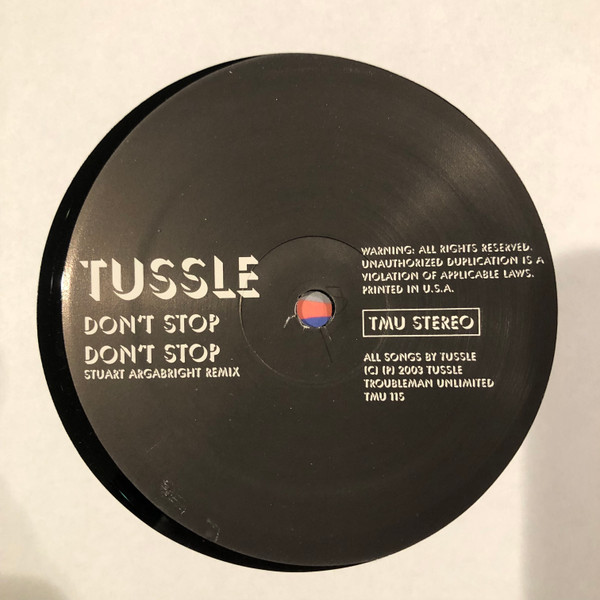 TUSSLE
DON'T STOP
DON'T STOP
STUART ARGABRIGHT REMIX
WARNING: ALL RIGHTS RESERVED.
UNAUTHORIZED DUPLICATION IS A
VIOLATION OF APPLICABLE LAWS.
PRINTED IN U.S.A.
TMU STEREO
ALL SONGS BY TUSSLE
(C) (P) 2003 TUSSLE
TROUBLEMAN UNLIMITED
TMU 115